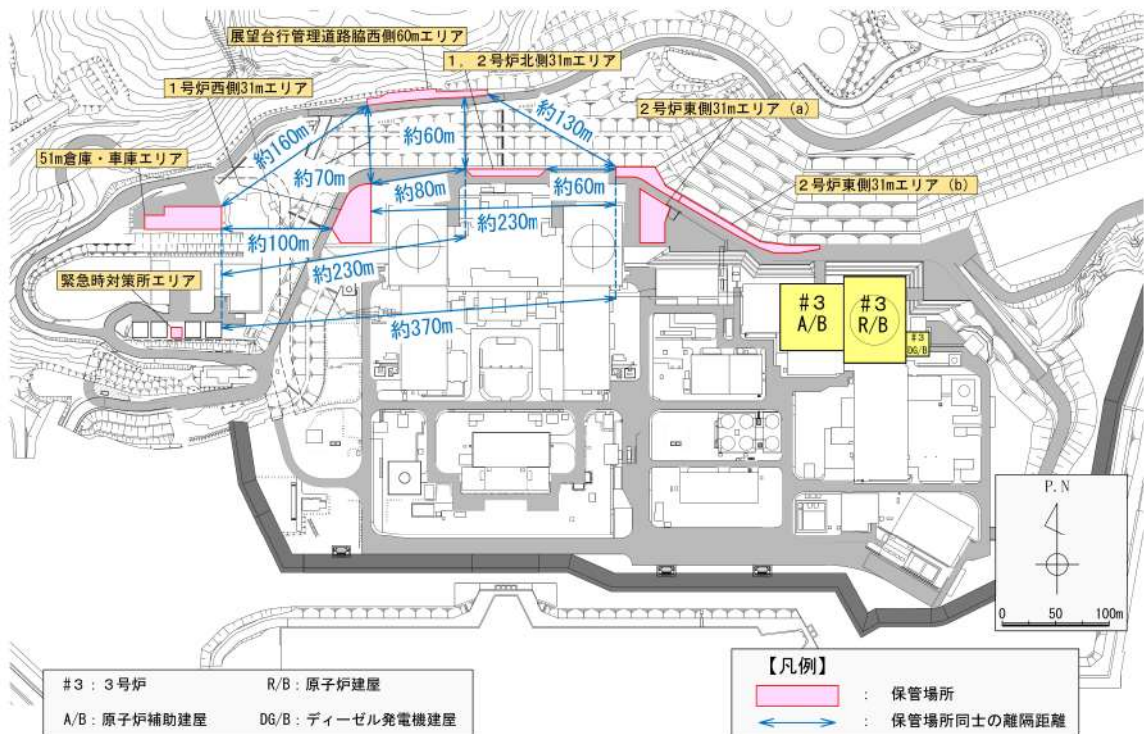 展望台行管理道路脇西側60mエリア
1，2号炉北側31mエリア
1号炉西側31mエリア
2号炉東側31mエリア（a）
51m倉庫・車庫エリア
2号炉東側31mエリア（b）
緊急時対策所エリア
約160m
約60m
約130m
約70m
約80m
約60m
約230m
約100m
約230m
約370m
#3
A/B
#3
R/B
#3
DG/B
P.N
0 50 100m
#3：3号炉 R/B：原子炉建屋
A/B：原子炉補助建屋 DG/B：ディーゼル発電機建屋
【凡例】
：保管場所
：保管場所同士の離隔距離